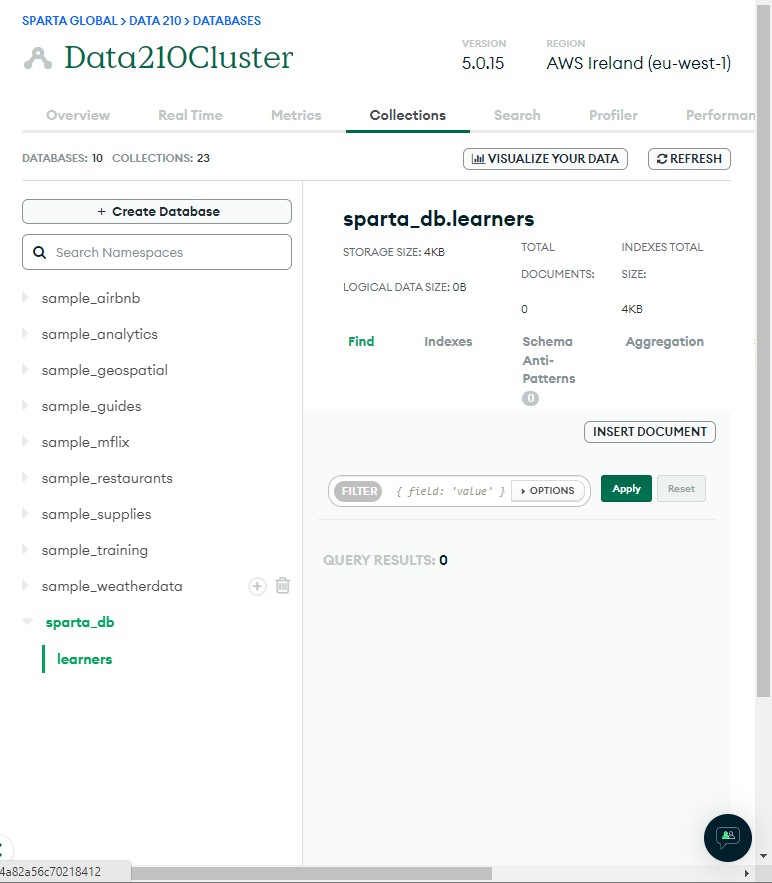 SPARTA GLOBAL > DATA 210 > DATABASES
Data210Cluster
VERSION
5.0.15
REGION
AWS Ireland (eu-west-1)
Overview
Real Time
Metrics
Collections
Search
Profiler
Performan
DATABASES: 10 COLLECTIONS: 23
VISUALIZE YOUR DATA
REFRESH
+ Create Database
Search Namespaces
sample_airbnb
sample_analytics
sample_geospatial
sample_guides
sample_mflix
sample_restaurants
sample_supplies
sample_training
sample_weatherdata
sparta_db
learners
sparta_db.learners
STORAGE SIZE: 4KB
LOGICAL DATA SIZE: 0B
TOTAL
DOCUMENTS:
0
INDEXES TOTAL
SIZE:
4KB
Find
Indexes
Schema
Anti-
Patterns
0
Aggregation
INSERT DOCUMENT
FILTER
{ field: 'value' }
OPTIONS
Apply
Reset
QUERY RESULTS: 0
4a82a56c70218412